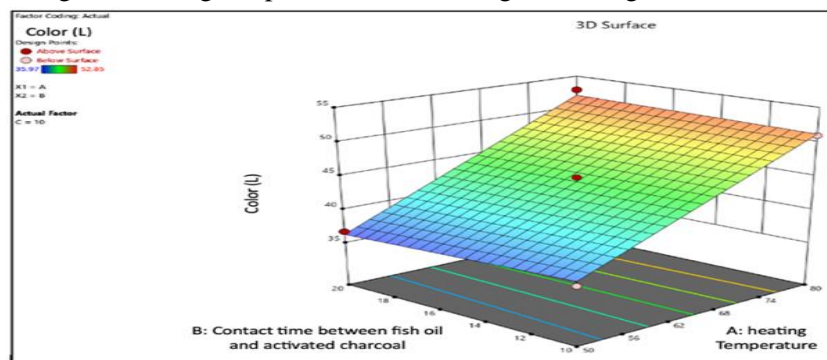 Factor Coding: Actual
3D Surface
Color (L)
Design Points:
Above Surface
Below Surface
35.97 52.85
X1 = A
X2 = B
Actual Factor
C = 10
55
50
45
40
35
Color (L)
20
18
16
14
12
10
50
56
62
68
74
80
B: Contact time between fish oil
and activated charcoal
A: heating
Temperature